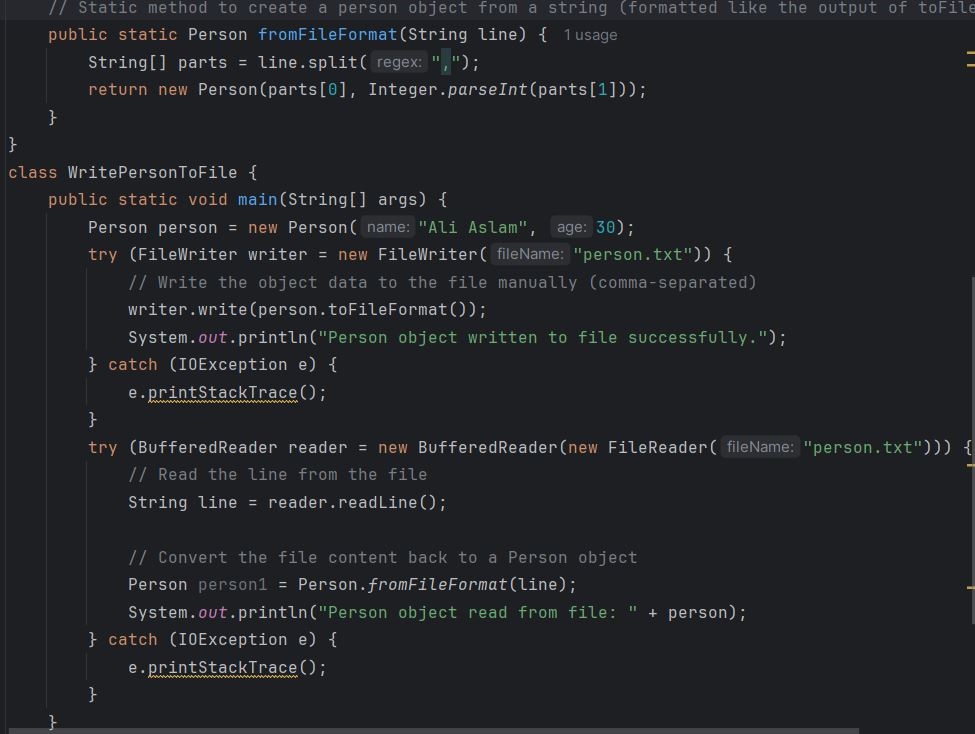 // Static method to create a person object from a string (formatted like the output of toFile
public static Person fromFileFormat(String line) { 1 usage
String[] parts = line.split( regex: ",");
return new Person(parts[0], Integer.parseInt(parts[1]));
}
}
class WritePersonToFile {
public static void main(String[] args) {
Person person = new Person( name: "Ali Aslam", age: 30);
try (FileWriter writer = new FileWriter( fileName: "person.txt")) {
// Write the object data to the file manually (comma-separated)
writer.write(person.toFileFormat());
System.out.println("Person object written to file successfully.");
} catch (IOException e) {
e.printStackTrace();
}
try (BufferedReader reader = new BufferedReader(new FileReader( fileName: "person.txt"))) {
// Read the line from the file
String line = reader.readLine();
// Convert the file content back to a Person object
Person person1 = Person.fromFileFormat(line);
System.out.println("Person object read from file: " + person);
} catch (IOException e) {
e.printStackTrace();
}
}